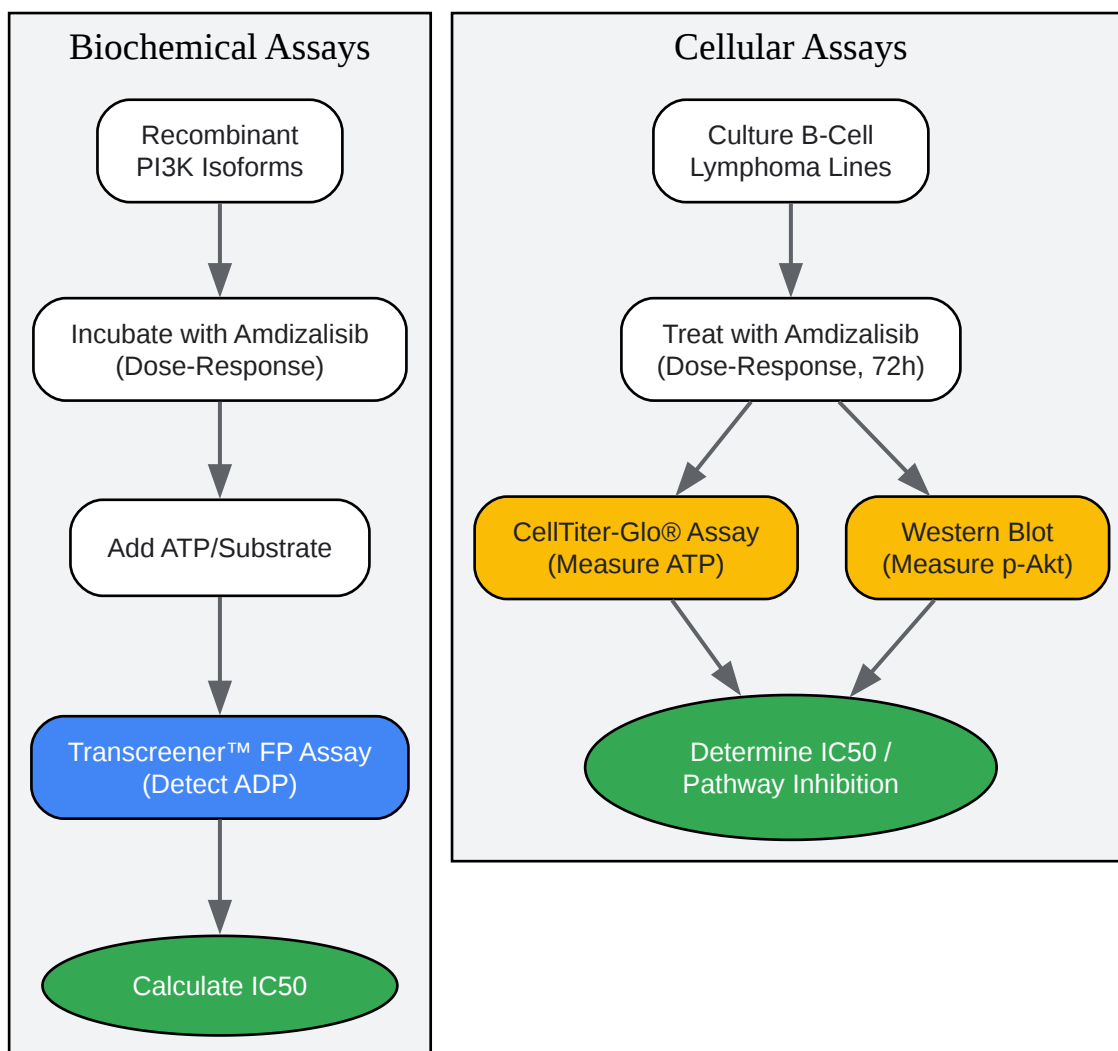 Biochemical Assays
Recombinant
PI3K Isoforms
Incubate with Amdizalisib
(Dose-Response)
Add ATP/Substrate
Transcreener™ FP Assay
(Detect ADP)
Calculate IC50
Cellular Assays
Culture B-Cell
Lymphoma Lines
Treat with Amdizalisib
(Dose-Response, 72h)
CellTiter-Glo® Assay
(Measure ATP)
Western Blot
(Measure p-Akt)
Determine IC50 /
Pathway Inhibition